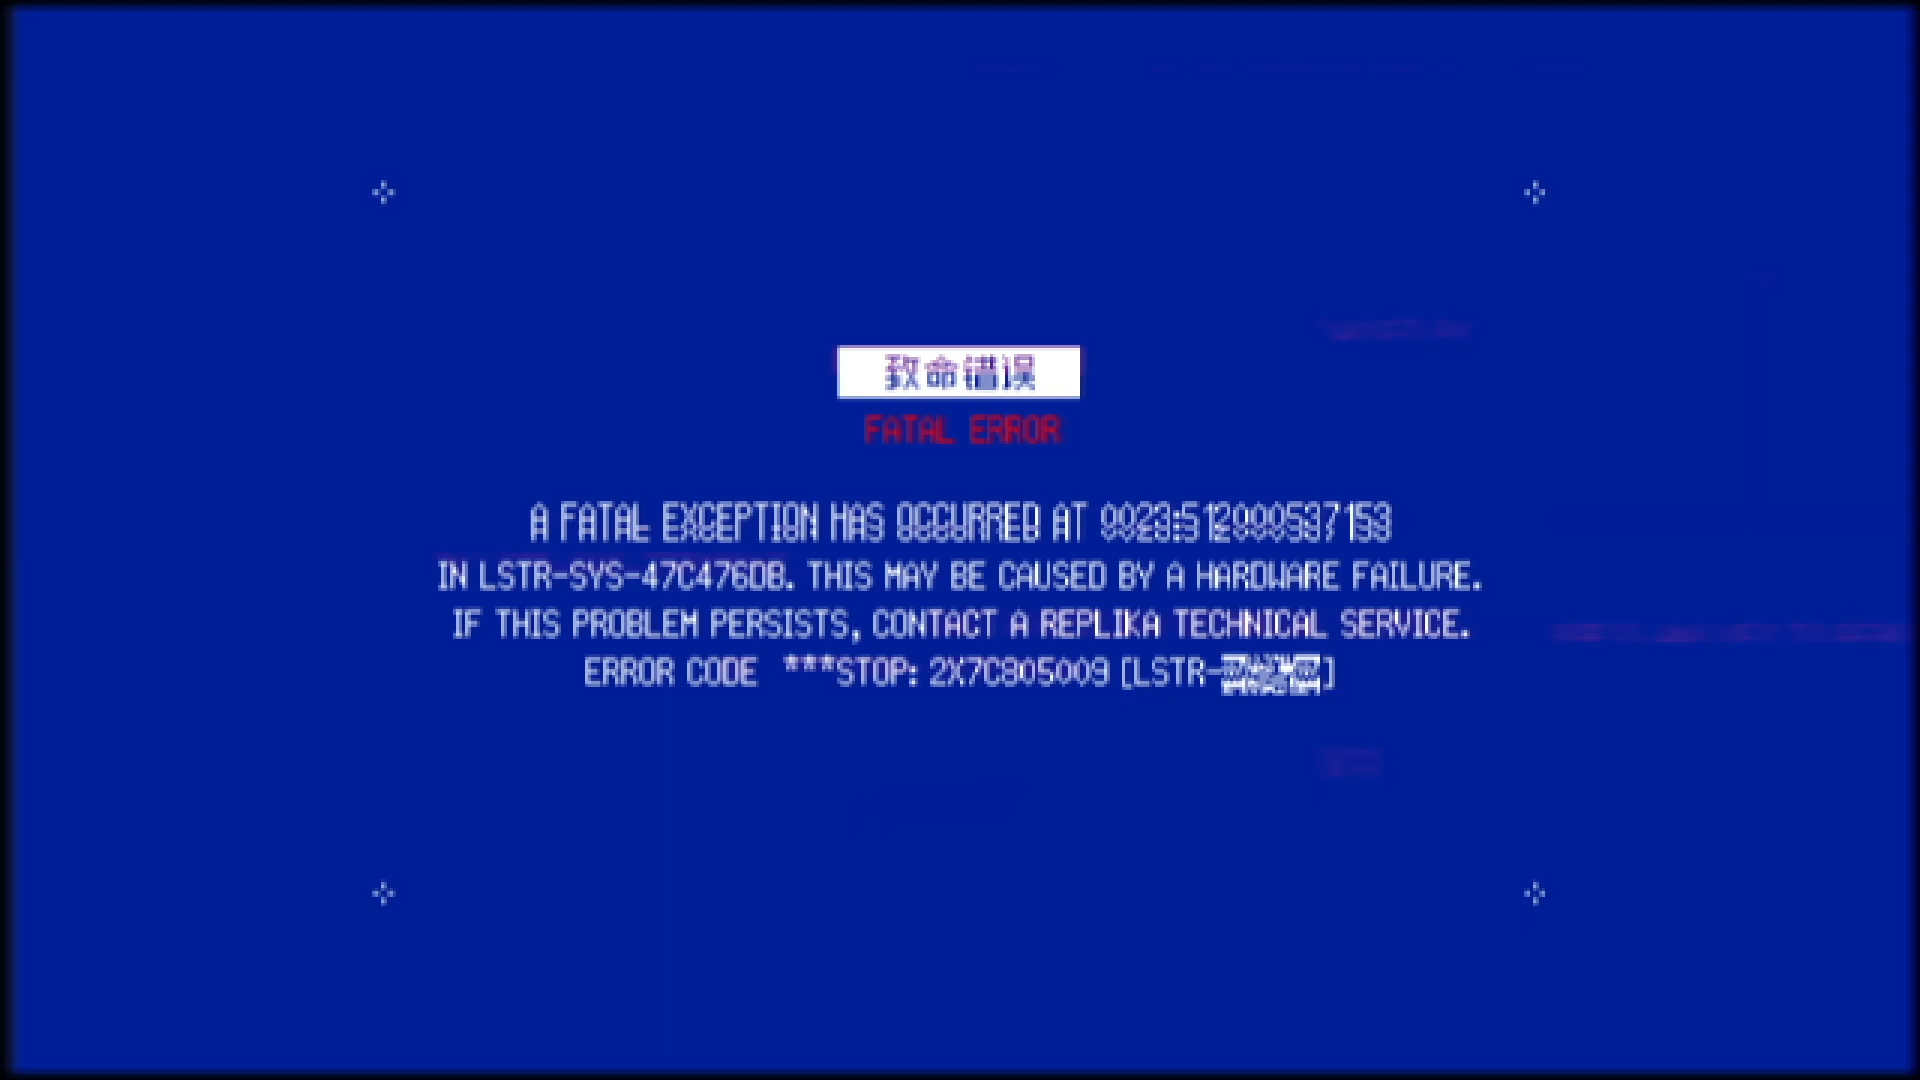 致命错误
FATAL ERROR
A FATAL EXCEPTION HAS OCCURRED AT 0023:512000537153
IN LSTR-SYS-47C476DB. THIS MAY BE CAUSED BY A HARDWARE FAILURE.
IF THIS PROBLEM PERSISTS, CONTACT A REPLIKA TECHNICAL SERVICE.
ERROR CODE ***STOP: 2X7C805009 [LSTR-]